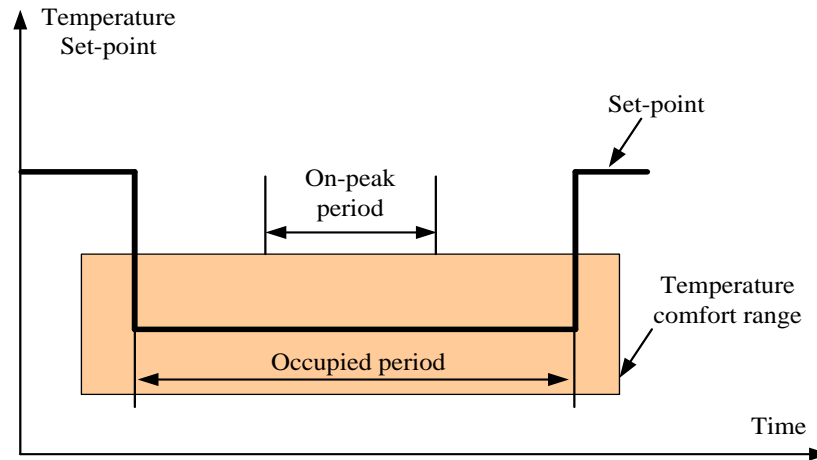 Temperature
Set-point
Set-point
On-peak
period
Temperature
comfort range
Occupied period
Time